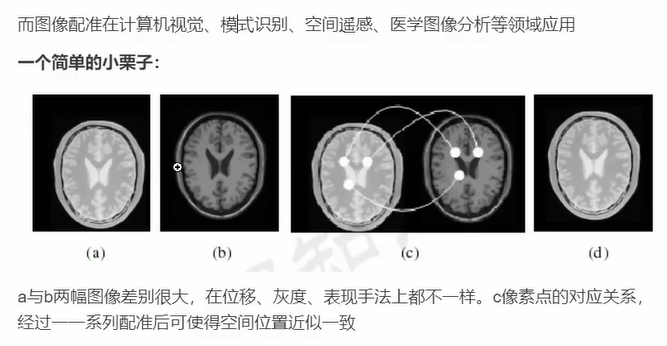 而图像配准在计算机视觉、模式识别、空间遥感、医学图像分析等领域应用
一个简单的小栗子：
(a) (b) (c) (d)
a与b两幅图像差别很大，在位移、灰度、表现手法上都不一样。c像素点的对应关系，
经过一一系列配准后可使得空间位置近似一致